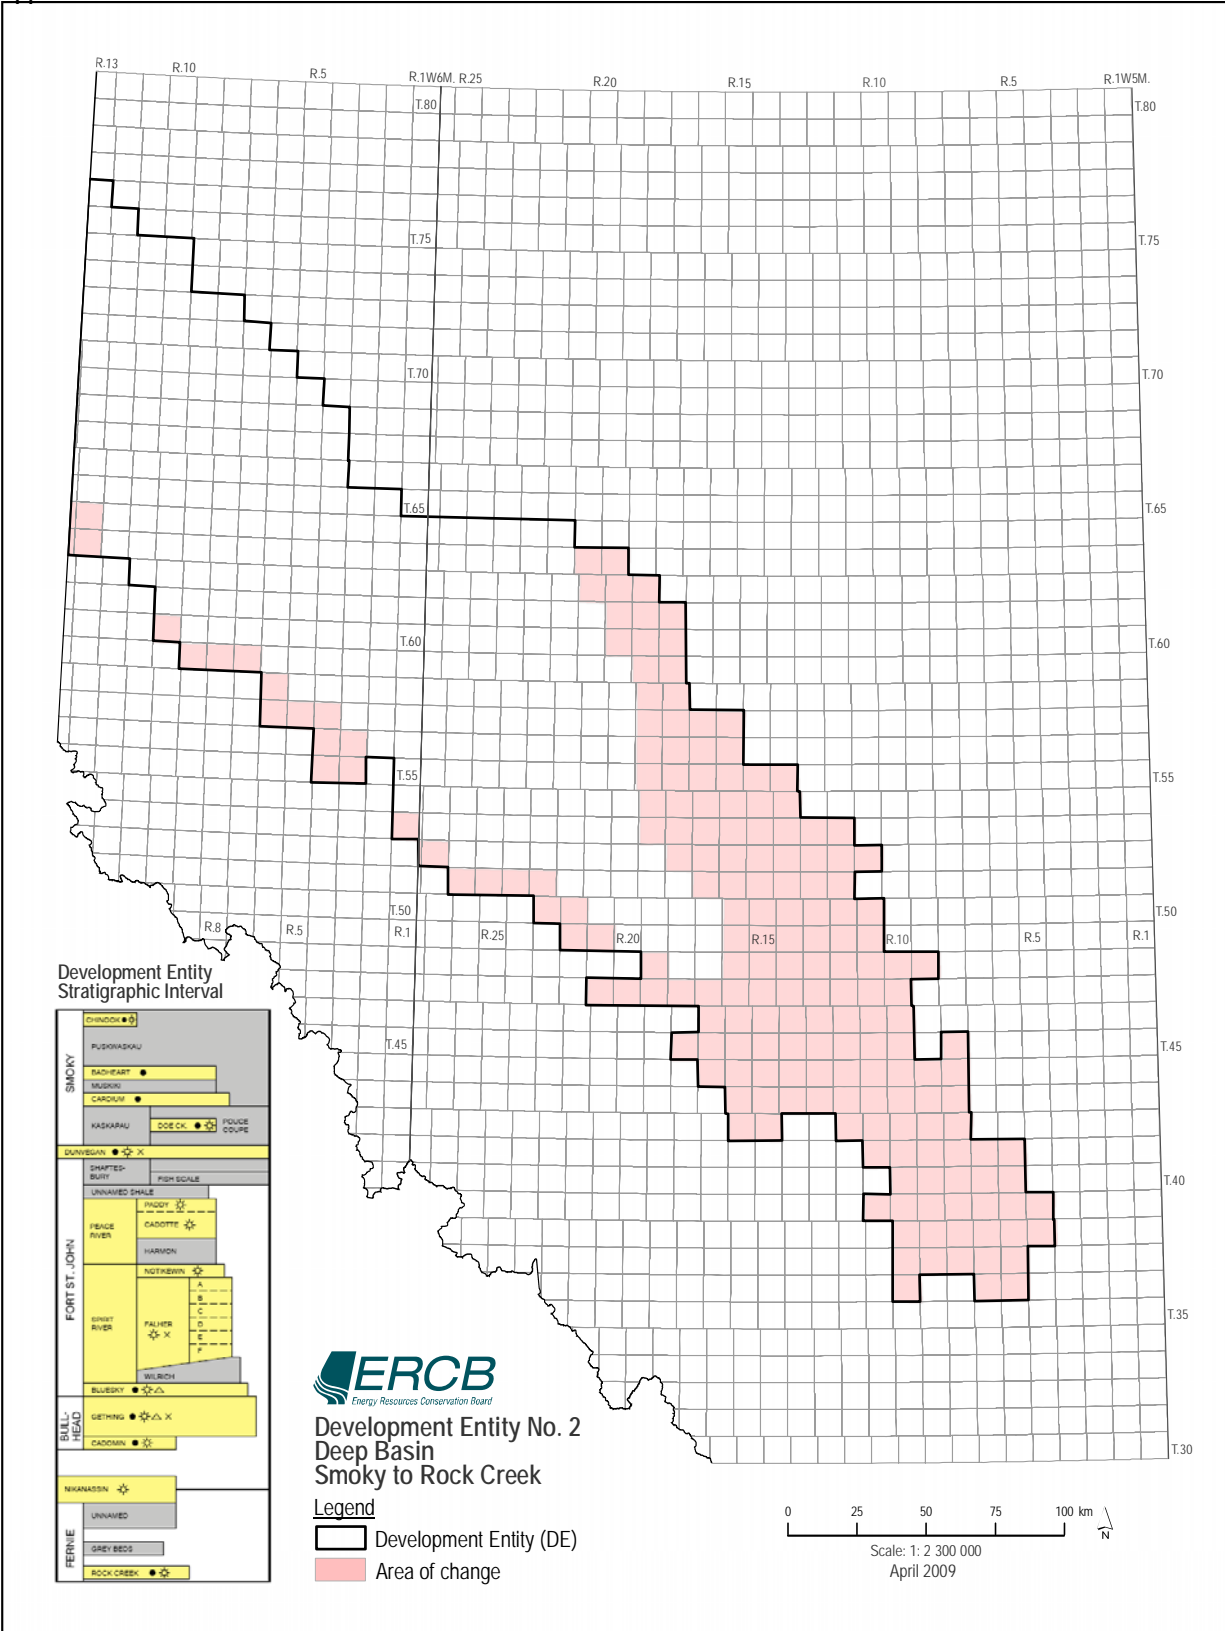 R.13
R.10
R.5
R.1W6M.
R.25
R.20
R.15
R.10
R.5
R.1W5M.
T.80
T.80
T.75
T.75
T.70
T.70
T.65
T.65
T.60
T.60
T.55
T.55
T.50
T.50
R.8
R.5
R.1
R.25
R.20
R.15
R.10
R.5
R.1
T.45
T.45
T.40
T.35
T.30
Development Entity
Stratigraphic Interval
SMOKY
CHINOOK
PUSKWASKAU
BADHEART
MUSKIKI
CARDIUM
KASKAPAU
DOE CK.
POUCE
COUPE
DUNVEGAN
FORT ST. JOHN
SHAFTES-
BURY
FISH SCALE
UNNAMED SHALE
PEACE
RIVER
PADDY
CADOTTE
HARMON
SPIRIT
RIVER
NOTIKEWIN
FALHER
A
B
C
D
E
F
WILRICH
BLUESKY
BULL-
HEAD
GETHING
CADOMIN
NIKANASSIN
FERNIE
UNNAMED
GREY BEDS
ROCK CREEK
ERCB
Energy Resources Conservation Board
Development Entity No. 2
Deep Basin
Smoky to Rock Creek
Legend
Development Entity (DE)
Area of change
0 25 50 75 100 km
N
Scale: 1: 2 300 000
April 2009